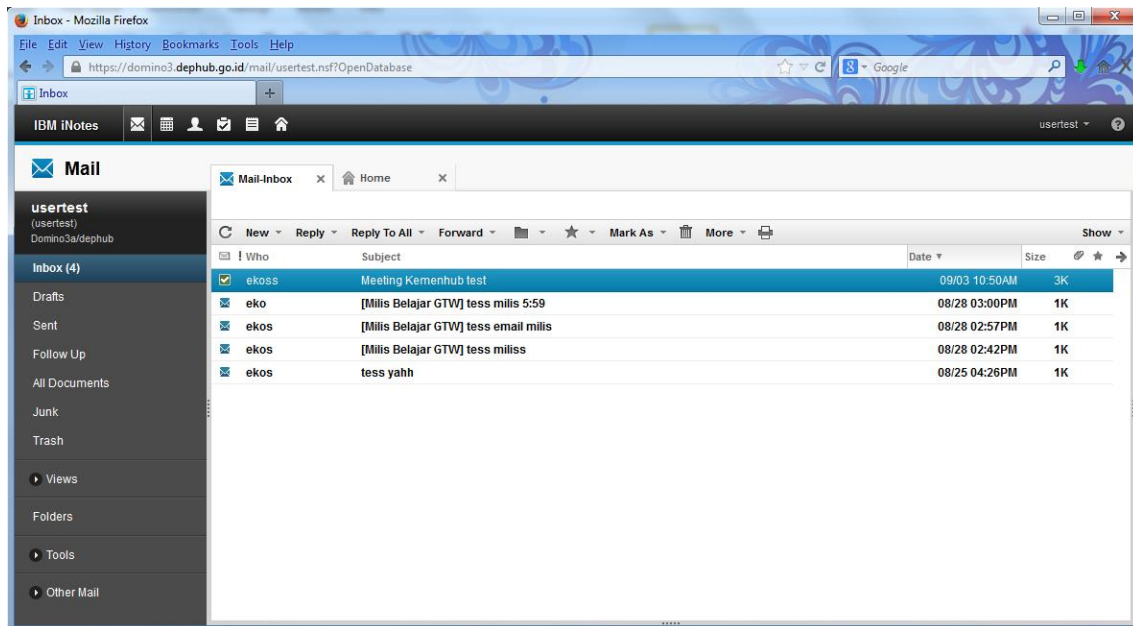 Inbox - Mozilla Firefox
File Edit View History Bookmarks Tools Help
https://domino3.dephub.go.id/mail/usertest.nsf?OpenDatabase
8 Google
Inbox +
IBM iNotes usertest ?
Mail
Mail-Inbox x Home x
usertest
(usertest)
Domino3a/dephub
New Reply Reply To All Forward Mark As More Show
! Who Subject Date Size
Inbox (4)
ekoss Meeting Kemenhub test 09/03 10:50AM 3K
Drafts
eko [Milis Belajar GTW] tess milis 5:59 08/28 03:00PM 1K
Sent
ekos [Milis Belajar GTW] tess email milis 08/28 02:57PM 1K
Follow Up
ekos [Milis Belajar GTW] tess miliss 08/28 02:42PM 1K
All Documents
ekos tess yahh 08/25 04:26PM 1K
Junk
Trash
Views
Folders
Tools
Other Mail